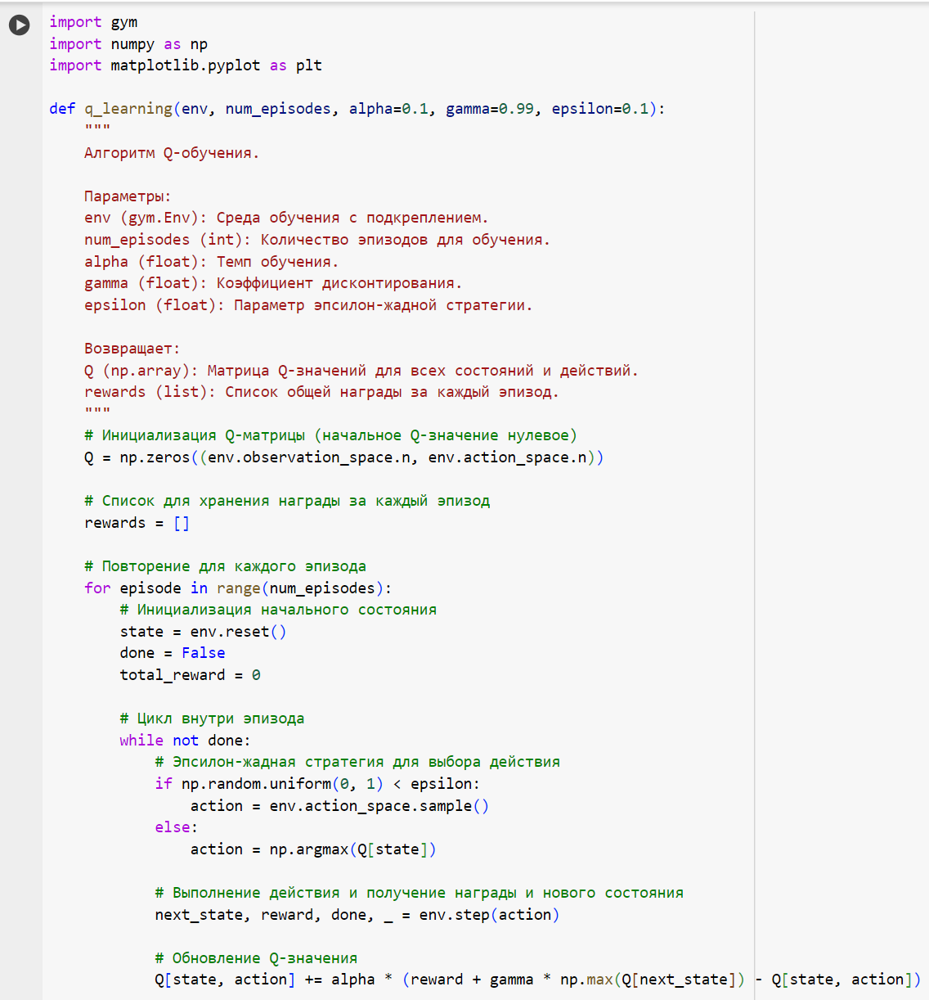 import gym
import numpy as np
import matplotlib.pyplot as plt
def q_learning(env, num_episodes, alpha=0.1, gamma=0.99, epsilon=0.1):
"""
Алгоритм Q-обучения.
Параметры:
env (gym.Env): Среда обучения с подкреплением.
num_episodes (int): Количество эпизодов для обучения.
alpha (float): Темп обучения.
gamma (float): Коэффициент дисконтирования.
epsilon (float): Параметр эпсилон-жадной стратегии.
Возвращает:
Q (np.array): Матрица Q-значений для всех состояний и действий.
rewards (list): Список общей награды за каждый эпизод.
"""
# Инициализация Q-матрицы (начальное Q-значение нулевое)
Q = np.zeros((env.observation_space.n, env.action_space.n))
# Список для хранения награды за каждый эпизод
rewards = []
# Повторение для каждого эпизода
for episode in range(num_episodes):
# Инициализация начального состояния
state = env.reset()
done = False
total_reward = 0
# Цикл внутри эпизода
while not done:
# Эпсилон-жадная стратегия для выбора действия
if np.random.uniform(0, 1) < epsilon:
action = env.action_space.sample()
else:
action = np.argmax(Q[state])
# Выполнение действия и получение награды и нового состояния
next_state, reward, done, _ = env.step(action)
# Обновление Q-значения
Q[state, action] += alpha * (reward + gamma * np.max(Q[next_state]) - Q[state, action])